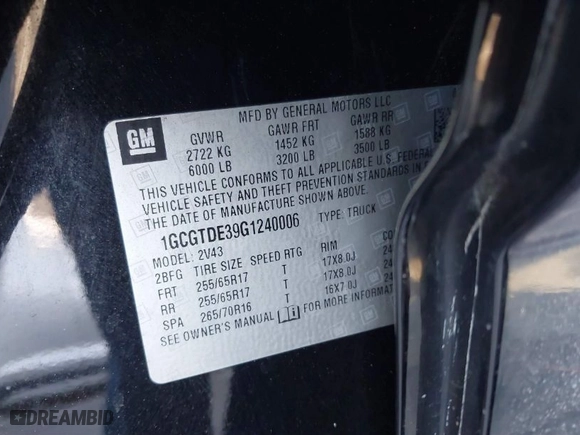 MFD BY GENERAL MOTORS LLC
GM
GVWR GAWR FRT GAWR RR
2722 KG 1452 KG 1588 KG
6000 LB 3200 LB 3500 LB
THIS VEHICLE CONFORMS TO ALL APPLICABLE U.S. FEDERAL
VEHICLE SAFETY AND THEFT PREVENTION STANDARDS IN
THE DATE OF MANUFACTURE SHOWN ABOVE.
1GCGTDE39G1240006 TYPE: TRUCK
MODEL: 2V43
2BFG TIRE SIZE SPEED RTG RIM CO
FRT 255/65R17 T 17X8.0J 24
RR 255/65R17 T 17X8.0J 24
SPA 265/70R16 T 16X7.0J
SEE OWNER'S MANUAL FOR MORE INFORMAT
DREAMBID